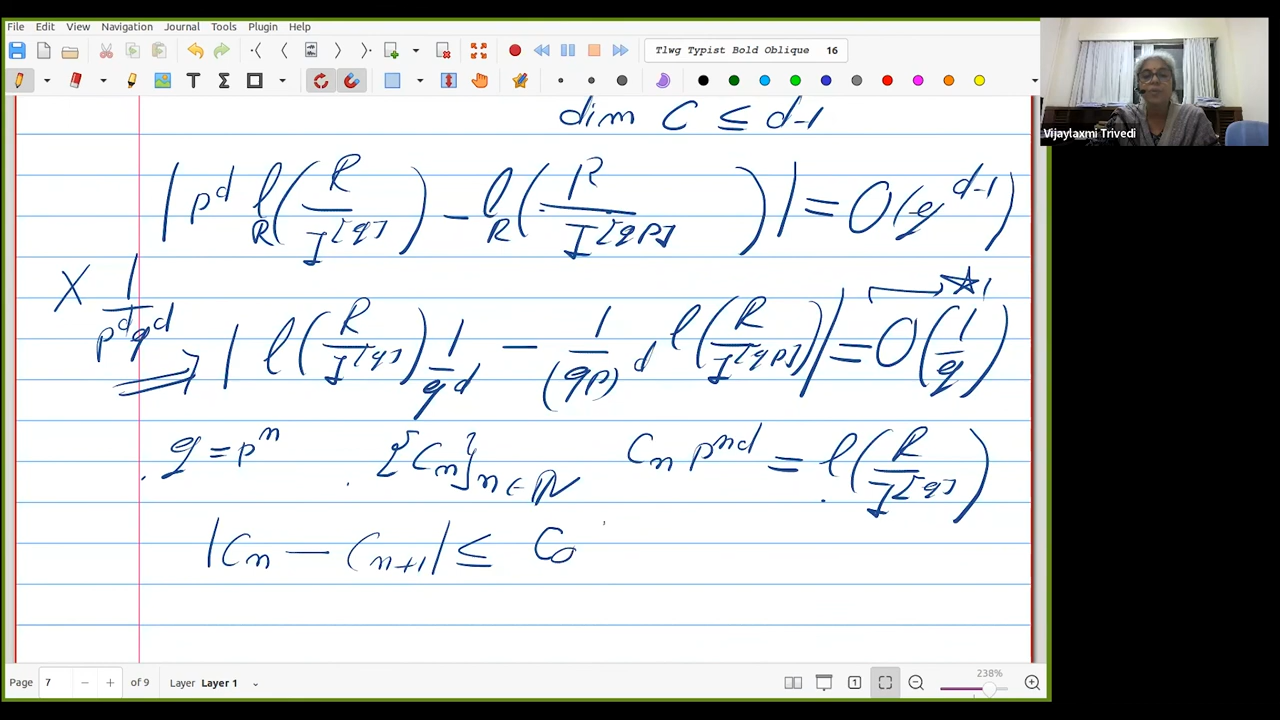 File Edit View Navigation Journal Tools Plugin Help
Tlwg Typist Bold Oblique 16
Vijaylaxmi Trivedi
dim C ≤ d-1
| p^d ℓ_R(R/I^[q]) - ℓ_R(R/I^[qp]) | = O(q^{d-1})
× 1/(p^d q^d) ⟹ | ℓ(R/I^[q]) 1/q^d - 1/(qp)^d ℓ(R/I^[qp]) | = O(1/q) ☆1
q = p^n {C_n}_{n∈ℕ} C_n p^{nd} = ℓ(R/I^[q])
|C_n - C_{n+1}| ≤ C_0
Page 7 of 9 Layer Layer 1 238%